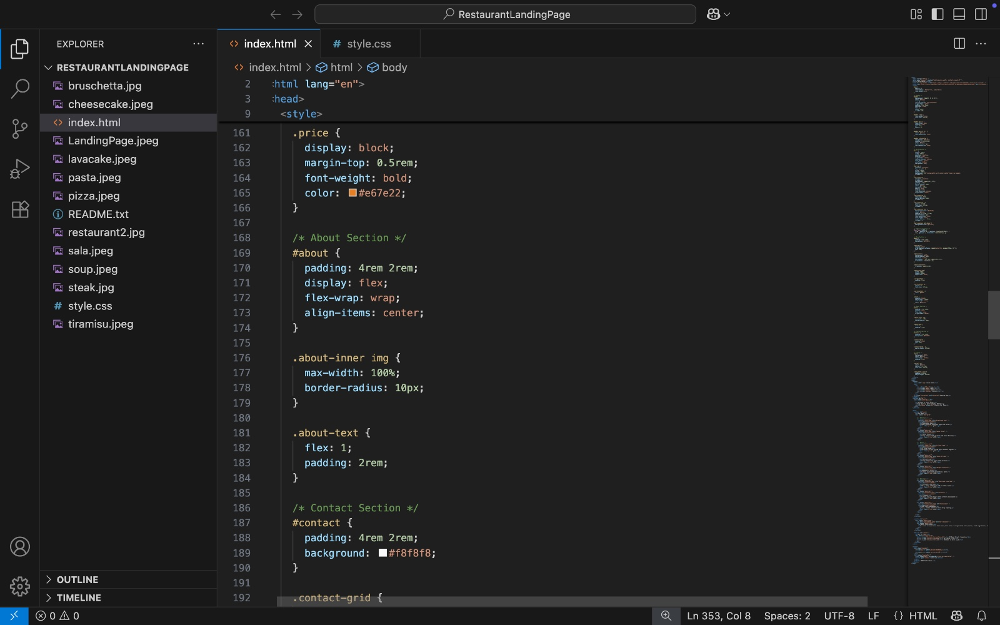 RestaurantLandingPage
EXPLORER
RESTAURANTLANDINGPAGE
bruschetta.jpg
cheesecake.jpeg
index.html
LandingPage.jpeg
lavacake.jpeg
pasta.jpeg
pizza.jpeg
README.txt
restaurant2.jpg
sala.jpeg
soup.jpeg
steak.jpg
style.css
tiramisu.jpeg
OUTLINE
TIMELINE
index.html
# style.css
index.html > html > body
2 html lang="en">
3 head>
9 <style>
161 .price {
162 display: block;
163 margin-top: 0.5rem;
164 font-weight: bold;
165 color: #e67e22;
166 }
167
168 /* About Section */
169 #about {
170 padding: 4rem 2rem;
171 display: flex;
172 flex-wrap: wrap;
173 align-items: center;
174 }
175
176 .about-inner img {
177 max-width: 100%;
178 border-radius: 10px;
179 }
180
181 .about-text {
182 flex: 1;
183 padding: 2rem;
184 }
185
186 /* Contact Section */
187 #contact {
188 padding: 4rem 2rem;
189 background: #f8f8f8;
190 }
191
192 .contact-grid {
0 0
Ln 353, Col 8 Spaces: 2 UTF-8 LF {} HTML